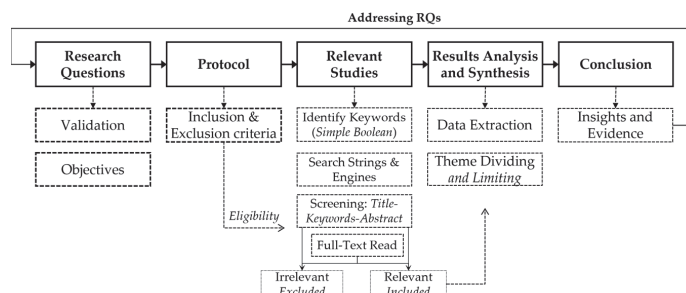 Addressing RQs
Research
Questions
Protocol
Relevant
Studies
Results Analysis
and Synthesis
Conclusion
Validation
Objectives
Inclusion &
Exclusion criteria
Eligibility
Identify Keywords
(Simple Boolean)
Search Strings &
Engines
Screening: Title-
Keywords-Abstract
Full-Text Read
Irrelevant
Excluded
Relevant
Included
Data Extraction
Theme Dividing
and Limiting
Insights and
Evidence